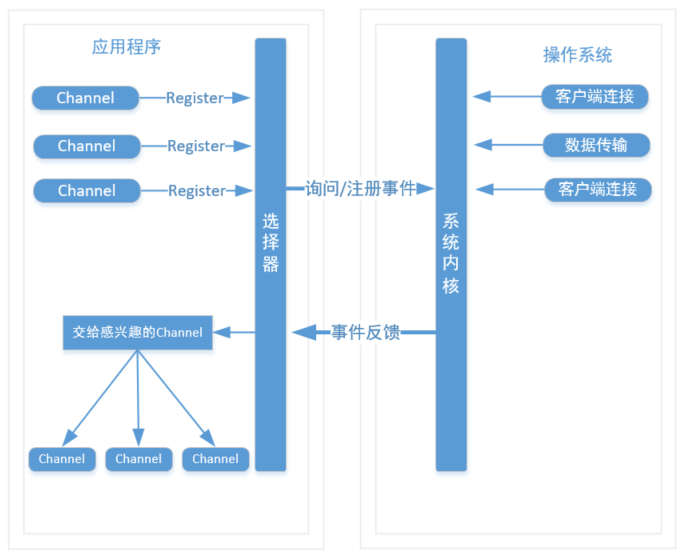 应用程序
操作系统
Channel
Register
客户端连接
Channel
Register
数据传输
Channel
Register
客户端连接
询问/注册事件
选择器
系统内核
事件反馈
交给感兴趣的Channel
Channel
Channel
Channel